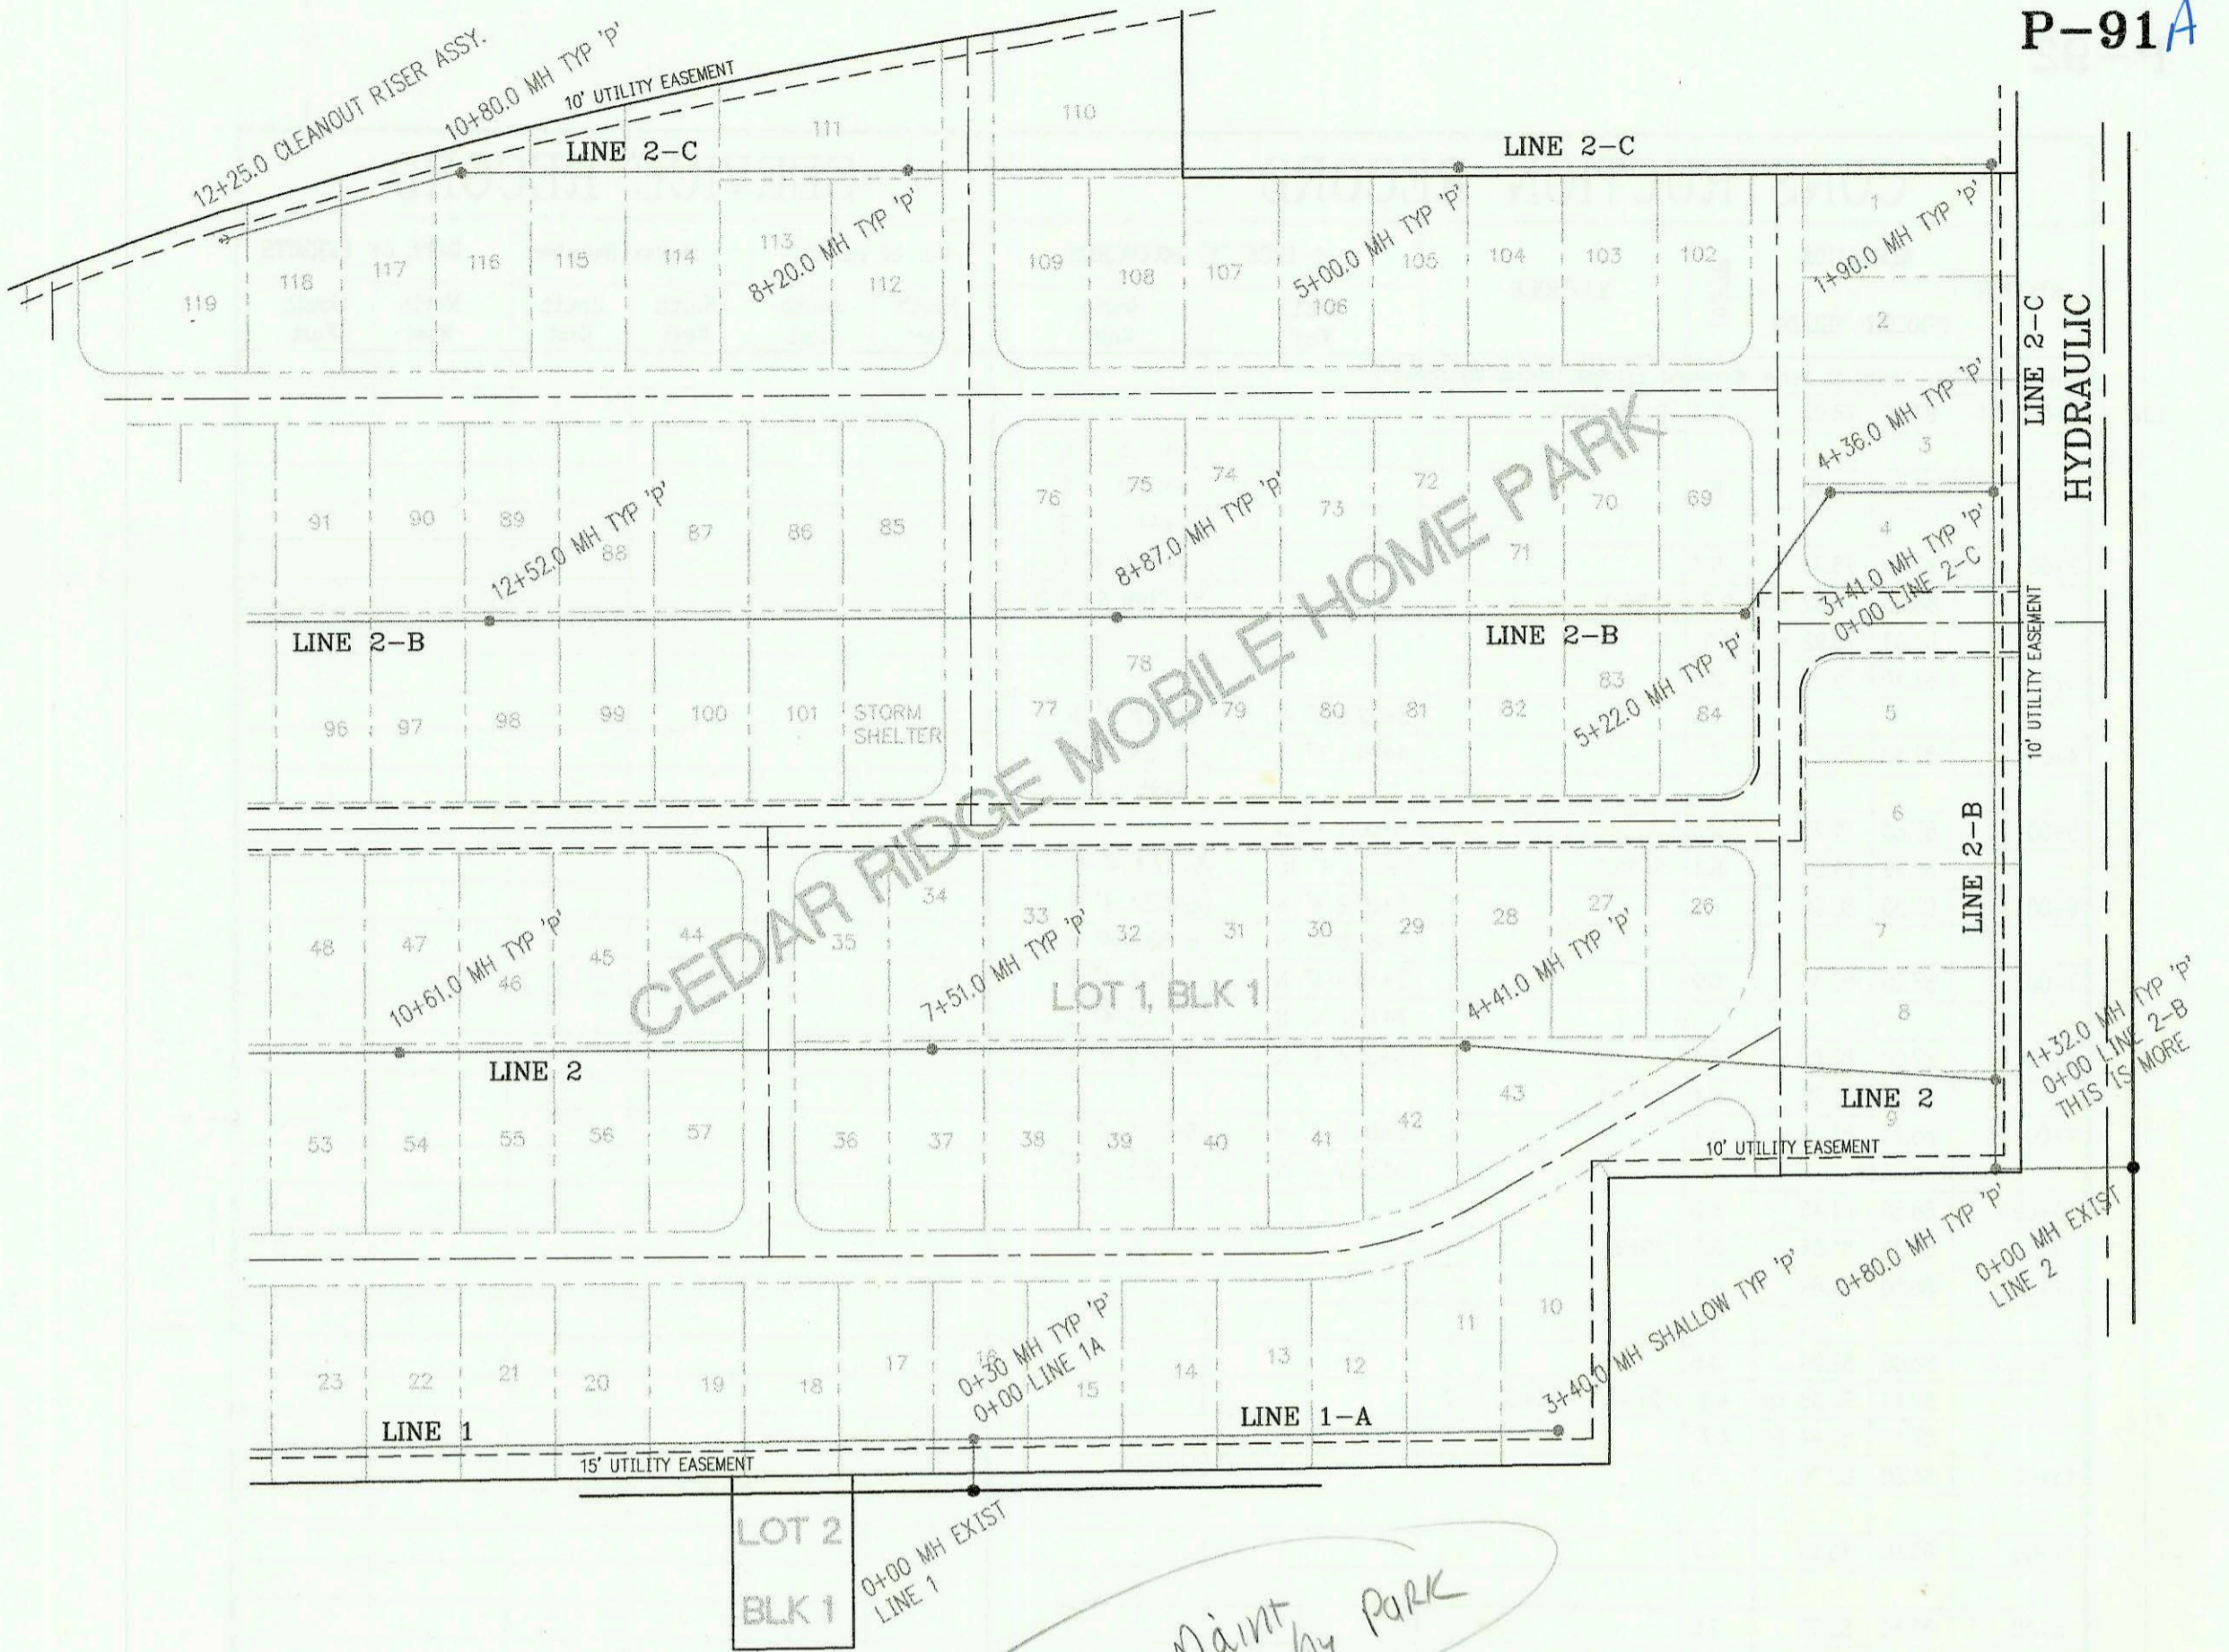 P-91A
12+25.0 CLEANOUT RISER ASSY.
10+80.0 MH TYP 'P'
10' UTILITY EASEMENT
LINE 2-C
LINE 2-C
111
110
8+20.0 MH TYP 'P'
5+00.0 MH TYP 'P'
1+90.0 MH TYP 'P'
119
118
117
116
115
114
113
112
109
108
107
106
105
104
103
102
1
2
LINE 2-C
HYDRAULIC
4+36.0 MH TYP 'P'
3
4
3+41.0 MH TYP 'P'
0+00 LINE 2-C
91
90
89
88
87
86
85
12+52.0 MH TYP 'P'
76
75
74
73
72
71
70
69
8+87.0 MH TYP 'P'
CEDAR RIDGE MOBILE HOME PARK
LINE 2-B
LINE 2-B
5+22.0 MH TYP 'P'
10' UTILITY EASEMENT
96
97
98
99
100
101
STORM
SHELTER
77
78
79
80
81
82
83
84
5
6
7
8
9
LINE 2-B
48
47
46
45
44
10+61.0 MH TYP 'P'
35
34
33
32
31
30
29
28
27
26
7+51.0 MH TYP 'P'
LOT 1, BLK 1
4+41.0 MH TYP 'P'
1+32.0 MH TYP 'P'
0+00 LINE 2-B
THIS IS MORE
LINE 2
LINE 2
53
54
55
56
57
36
37
38
39
40
41
42
43
10' UTILITY EASEMENT
0+80.0 MH TYP 'P'
0+00 MH EXIST
LINE 2
3+40.0 MH SHALLOW TYP 'P'
23
22
21
20
19
18
17
16
15
14
13
12
11
10
0+30 MH TYP 'P'
0+00 LINE 1A
LINE 1
LINE 1-A
15' UTILITY EASEMENT
LOT 2
BLK 1
0+00 MH EXIST
LINE 1
Maint
by PARK